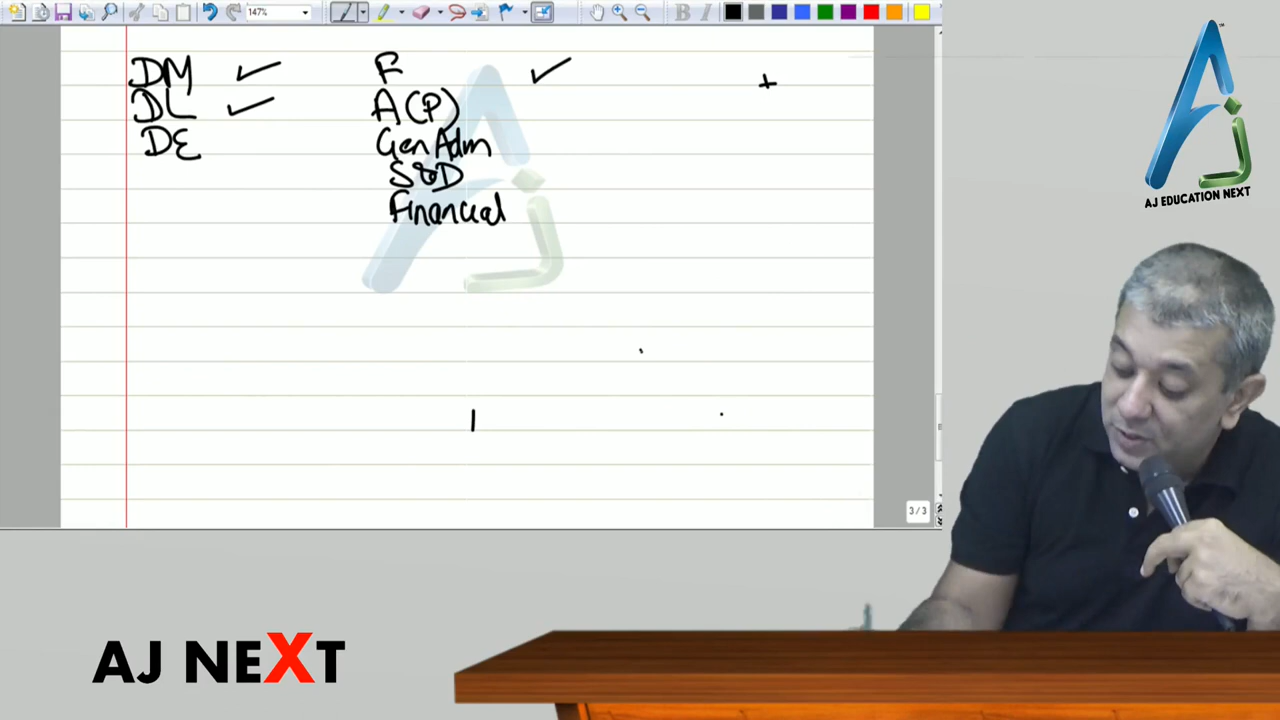 147%
DM ✓ F ✓ +
DL ✓ A (P)
DE Gen Adm
S&D
Financial
3/3
AJ EDUCATION NEXT
AJ NEXT